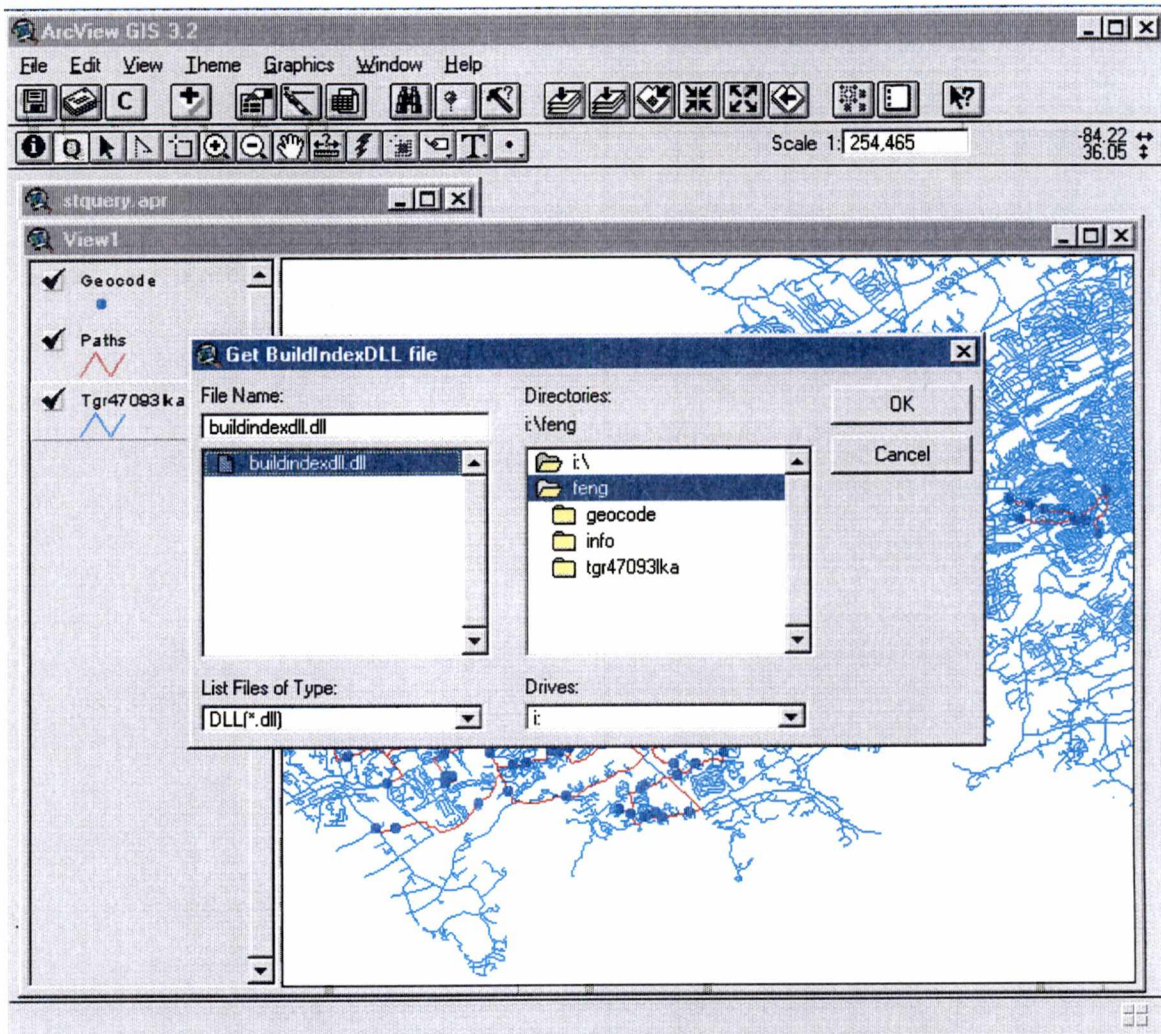 ArcView GIS 3.2
File Edit View Theme Graphics Window Help
C
Q T
Scale 1: 254,465
-84.22
36.05
stquery.apr
View1
Geocode
Paths
Tgr47093lka
Get BuildIndexDLL file
File Name:
buildindexdll.dll
buildindexdll.dll
List Files of Type:
DLL(*.dll)
Directories:
i:\feng
i:\
feng
geocode
info
tgr47093lka
Drives:
i:
OK
Cancel